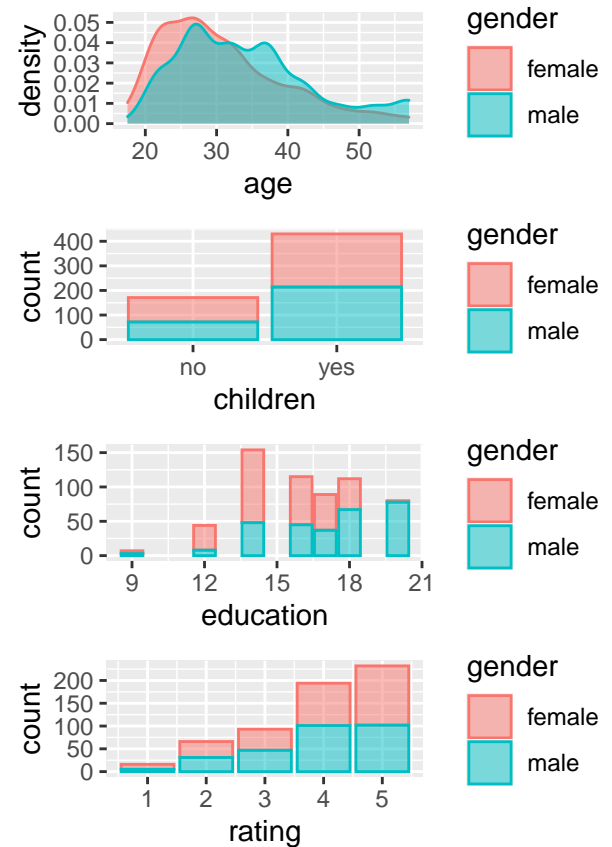 density
0.05
0.04
0.03
0.02
0.01
0.00
20 30 40 50
age
gender
female
male
count
400
300
200
100
0
no yes
children
gender
female
male
count
150
100
50
0
9 12 15 18 21
education
gender
female
male
count
200
150
100
50
0
1 2 3 4 5
rating
gender
female
male